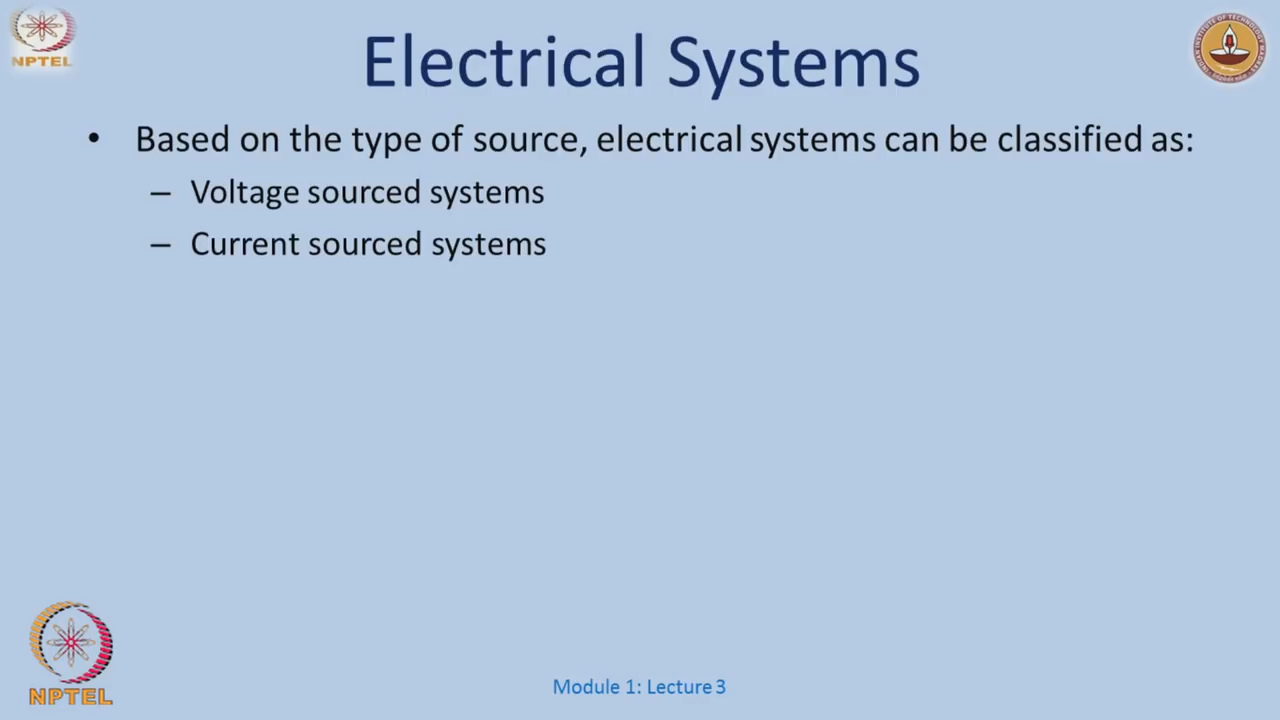 NPTEL
Electrical Systems
• Based on the type of source, electrical systems can be classified as:
– Voltage sourced systems
– Current sourced systems
NPTEL
Module 1: Lecture 3